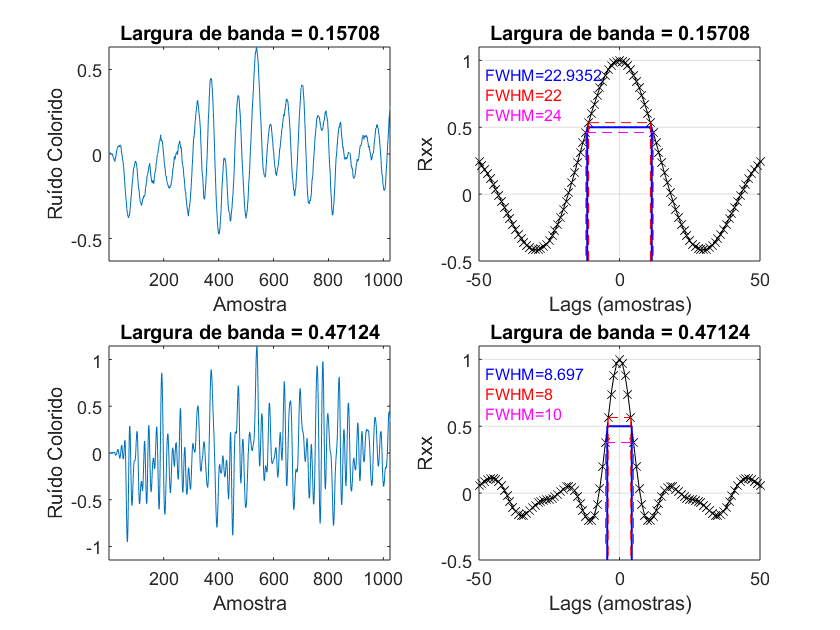 Largura de banda = 0.15708
Ruído Colorido
0.5
0
-0.5
200
400
600
800
1000
Amostra
Largura de banda = 0.15708
FWHM=22.9352
FWHM=22
FWHM=24
Rxx
1
0.5
0
-0.5
-50
0
50
Lags (amostras)
Largura de banda = 0.47124
Ruído Colorido
1
0.5
0
-0.5
-1
200
400
600
800
1000
Amostra
Largura de banda = 0.47124
FWHM=8.697
FWHM=8
FWHM=10
Rxx
1
0.5
0
-0.5
-50
0
50
Lags (amostras)